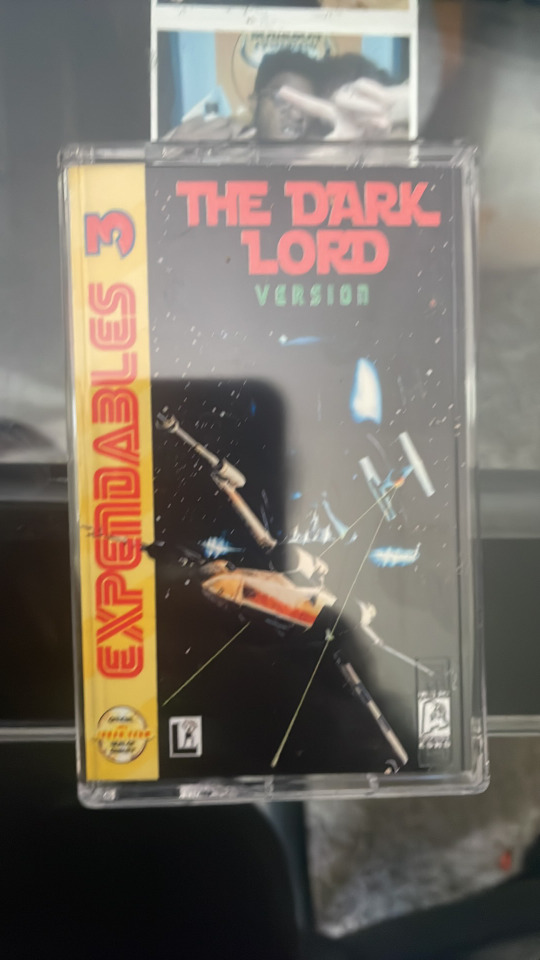 THE DARK
LORD
VERSION
EXPENDABLES 3